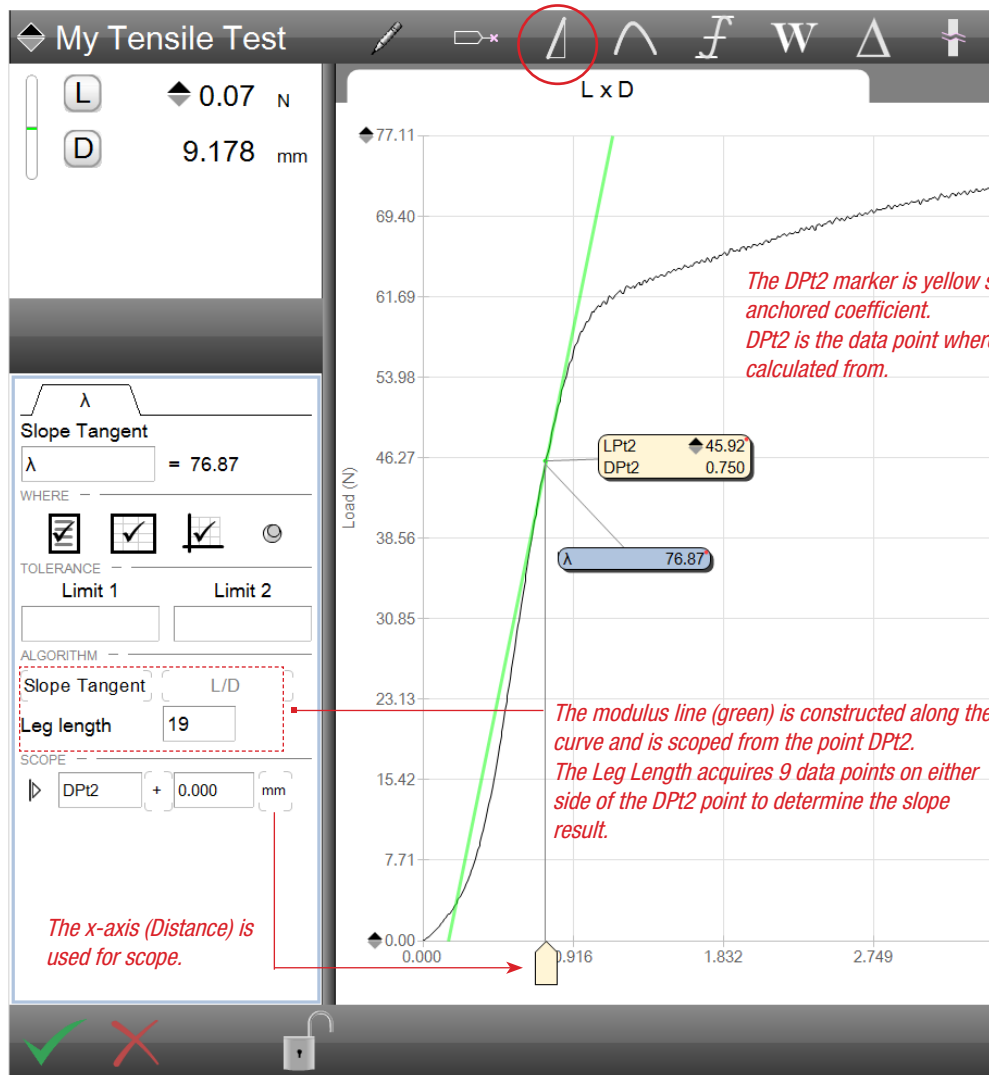 My Tensile Test
W
L 0.07 N
D 9.178 mm
L x D
77.11
69.40
61.69
53.98
46.27
38.56
30.85
23.13
15.42
7.71
0.00
Load (N)
0.000
0.916
1.832
2.749
The DPt2 marker is yellow s
anchored coefficient.
DPt2 is the data point where
calculated from.
LPt2 45.92
DPt2 0.750
λ 76.87
The modulus line (green) is constructed along the
curve and is scoped from the point DPt2.
The Leg Length acquires 9 data points on either
side of the DPt2 point to determine the slope
result.
λ
Slope Tangent
λ = 76.87
WHERE
TOLERANCE
Limit 1 Limit 2
ALGORITHM
Slope Tangent L/D
Leg length 19
SCOPE
DPt2 + 0.000 mm
The x-axis (Distance) is
used for scope.